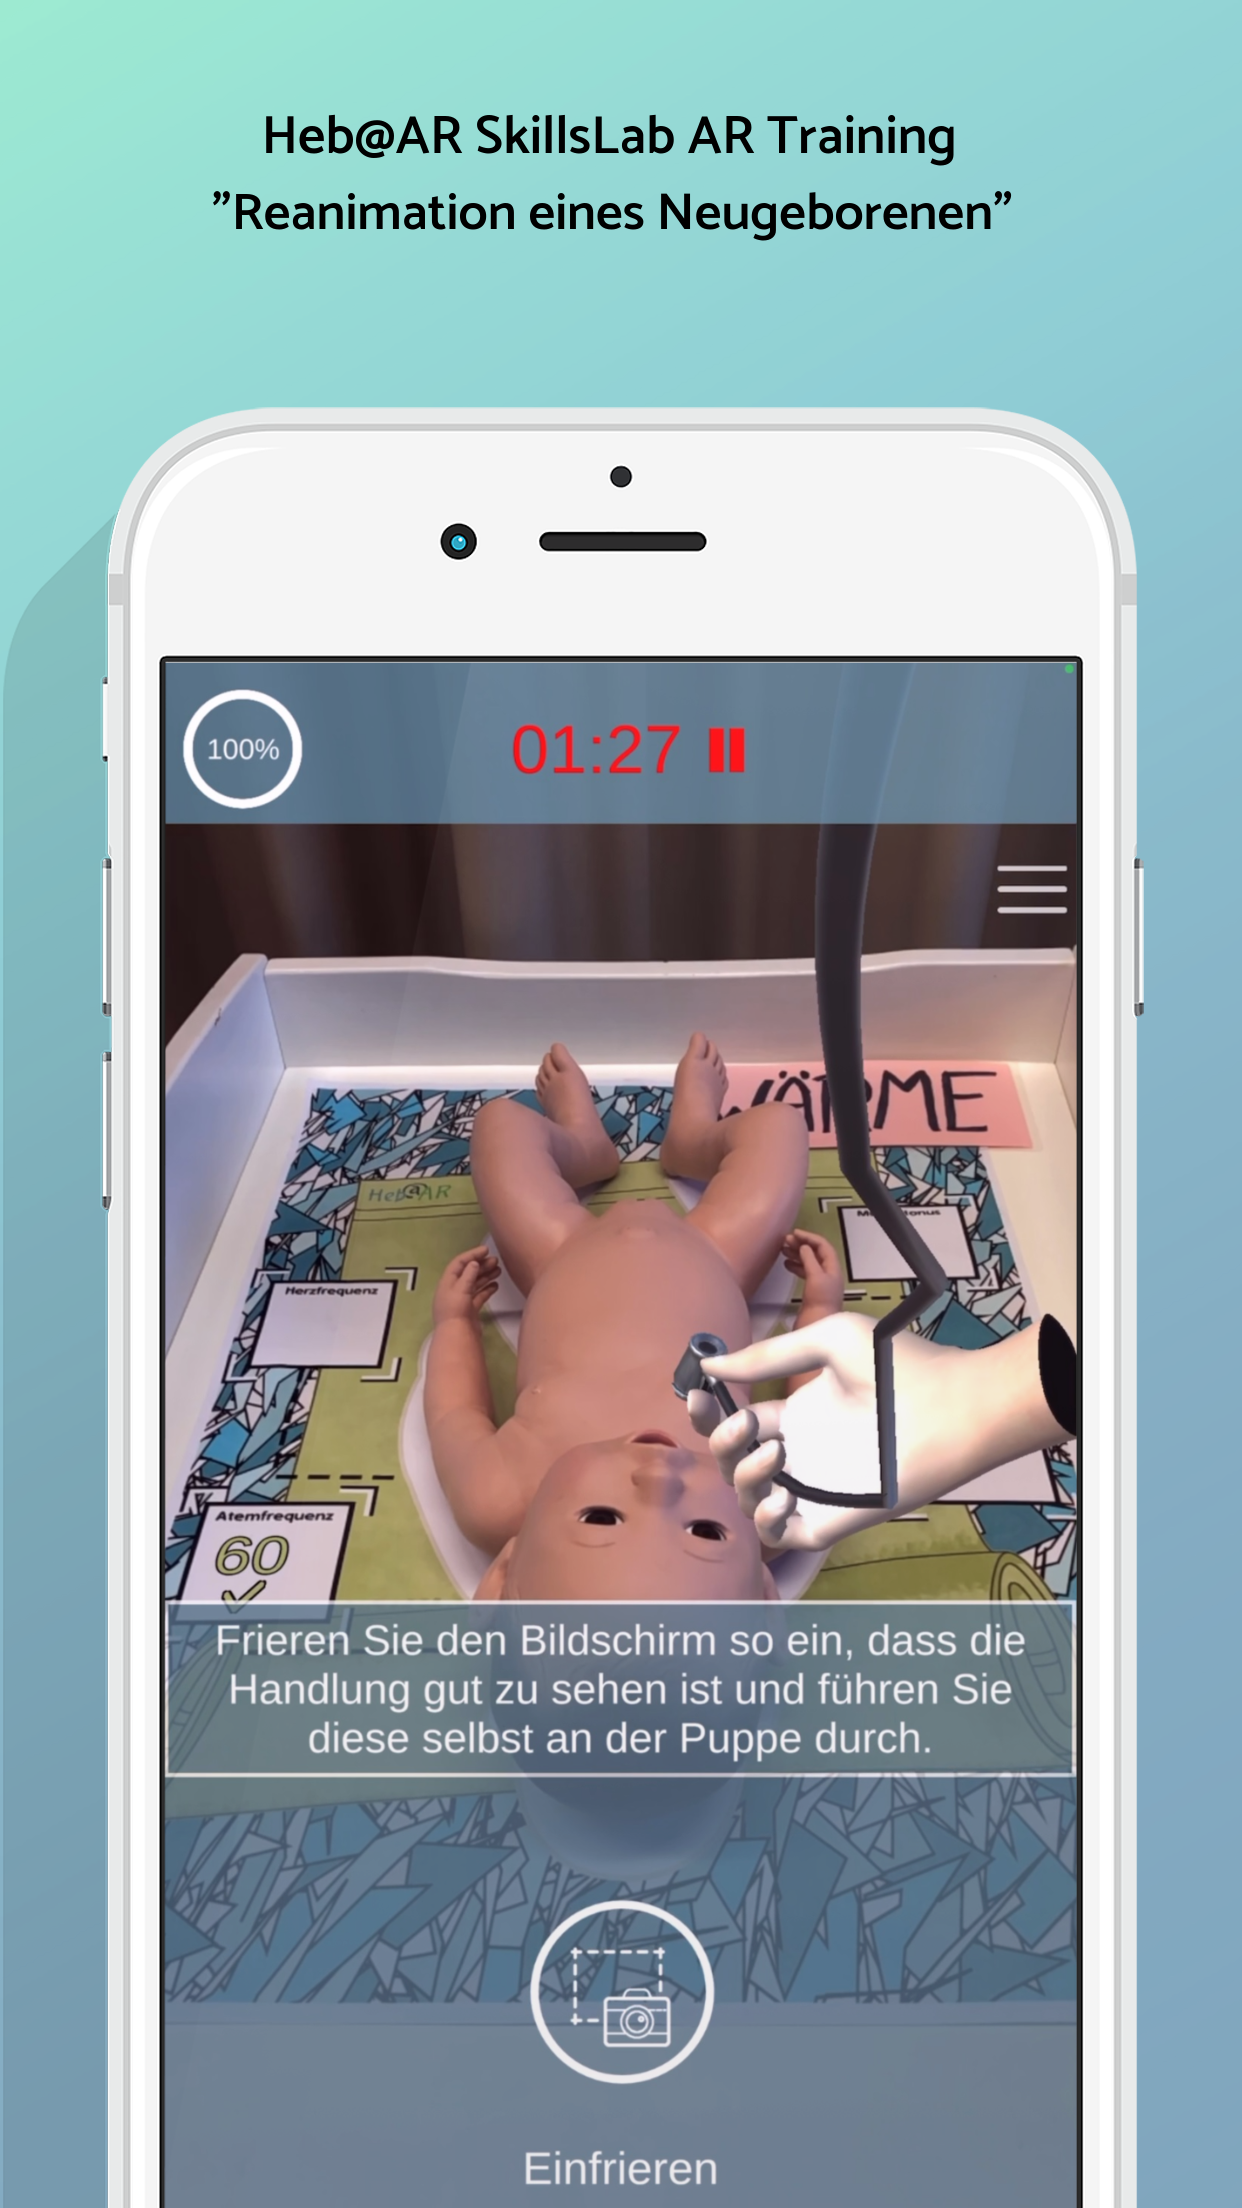 Heb@AR SkillsLab AR Training
”Reanimation eines Neugeborenen”
100%
01:27
WÄRME
Heb@AR
Herzfrequenz
Atemfrequenz
60
Frieren Sie den Bildschirm so ein, dass die
Handlung gut zu sehen ist und führen Sie
diese selbst an der Puppe durch.
Einfrieren